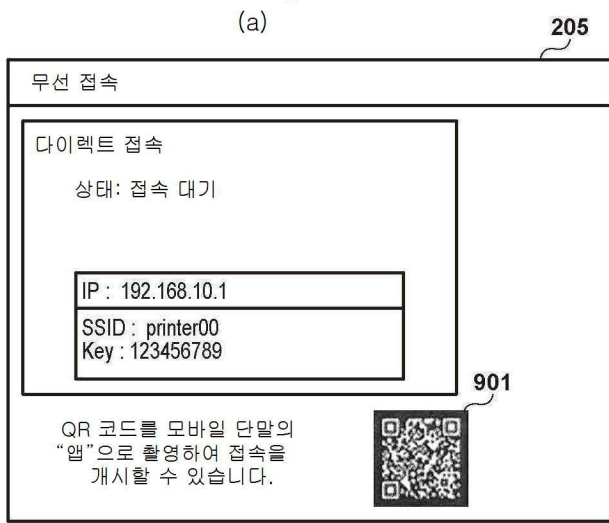 (a)
205
무선 접속
다이렉트 접속
상태: 접속 대기
IP : 192.168.10.1
SSID : printer00
Key : 123456789
901
QR 코드를 모바일 단말의
“앱”으로 촬영하여 접속을
개시할 수 있습니다.